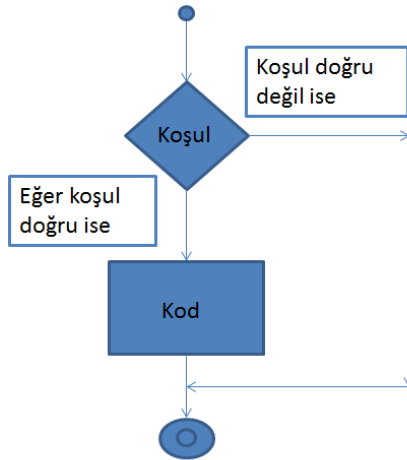 Koşul doğru
değil ise
Koşul
Eğer koşul
doğru ise
Kod